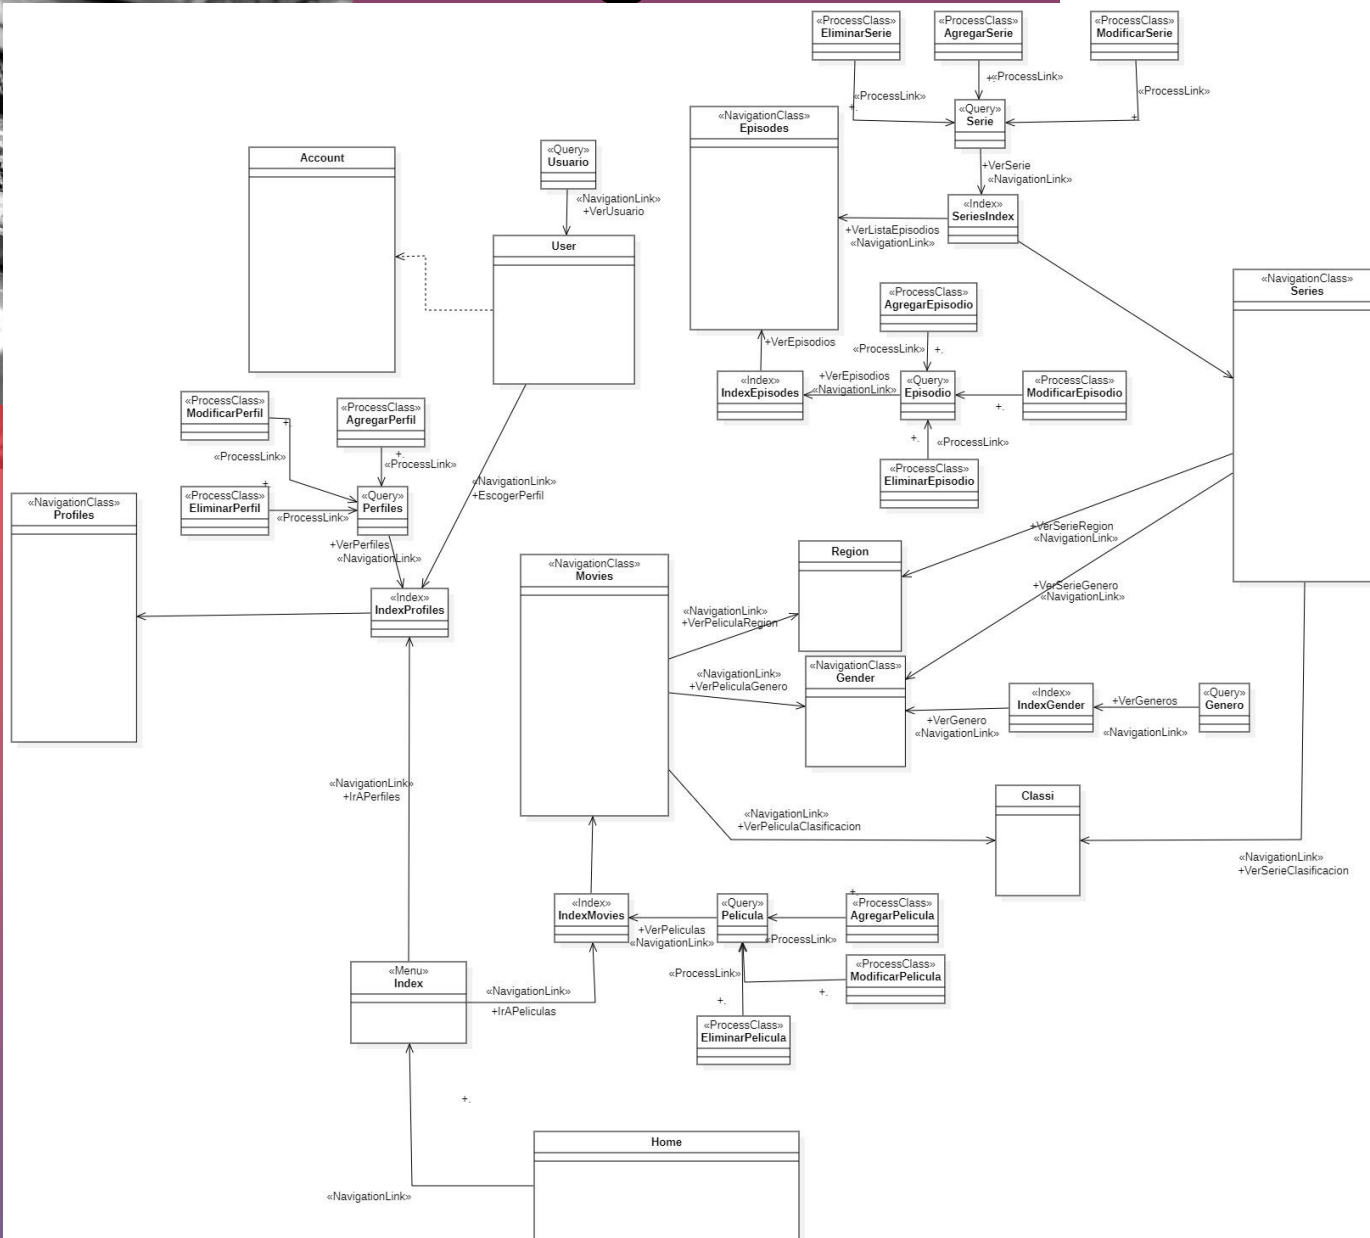 «ProcessClass»
EliminarSerie
«ProcessClass»
AgregarSerie
«ProcessClass»
ModificarSerie
+.
«ProcessLink»
«ProcessLink»
+.
«ProcessLink»
+.
«Query»
Serie
«NavigationClass»
Episodes
+VerSerie
«NavigationLink»
Account
«Query»
Usuario
«NavigationLink»
+VerUsuario
«Index»
SeriesIndex
User
+VerListaEpisodios
«NavigationLink»
«NavigationClass»
Series
«ProcessClass»
AgregarEpisodio
+VerEpisodios
«ProcessLink»
+.
«Index»
IndexEpisodes
+VerEpisodios
«NavigationLink»
«Query»
Episodio
«ProcessClass»
ModificarEpisodio
+.
+.
«ProcessLink»
«ProcessClass»
EliminarEpisodio
«ProcessClass»
ModificarPerfil
«ProcessClass»
AgregarPerfil
+.
«ProcessLink»
+.
«ProcessLink»
+.
«NavigationLink»
+EscogerPerfil
«NavigationClass»
Profiles
«ProcessClass»
EliminarPerfil
«ProcessLink»
«Query»
Perfiles
+VerPerfiles
«NavigationLink»
+VerSerieRegion
«NavigationLink»
Region
«NavigationClass»
Movies
+VerSerieGenero
«NavigationLink»
«Index»
IndexProfiles
«NavigationLink»
+VerPeliculaRegion
«NavigationLink»
+VerPeliculaGenero
«NavigationClass»
Gender
+VerGenero
«NavigationLink»
«Index»
IndexGender
+VerGeneros
«NavigationLink»
«Query»
Genero
«NavigationLink»
+IrAPerfiles
Classi
«NavigationLink»
+VerPeliculaClasificacion
«NavigationLink»
+VerSerieClasificacion
«Index»
IndexMovies
+VerPeliculas
«NavigationLink»
«Query»
Pelicula
«ProcessLink»
+.
«ProcessClass»
AgregarPelicula
«Menu»
Index
«NavigationLink»
+IrAPeliculas
«ProcessLink»
+.
+.
«ProcessClass»
ModificarPelicula
«ProcessClass»
EliminarPelicula
+.
Home
«NavigationLink»